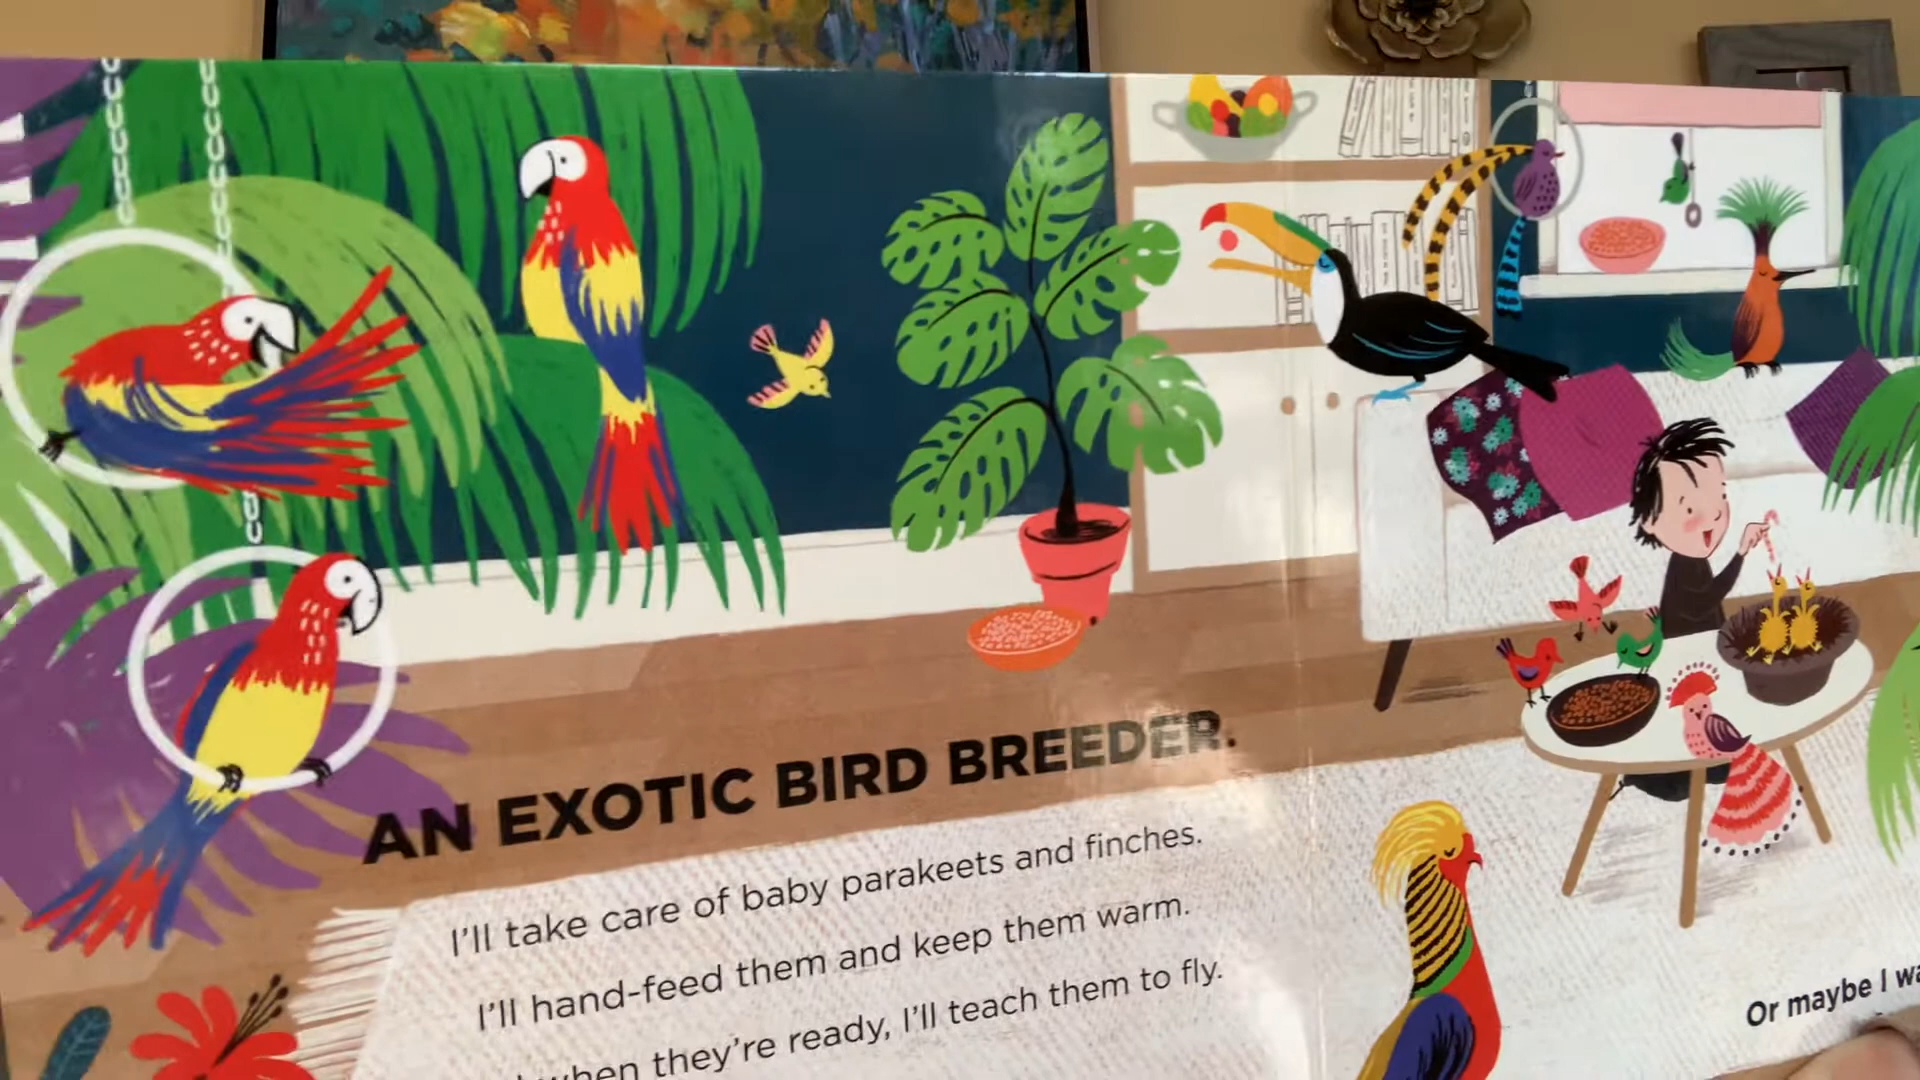 AN EXOTIC BIRD BREEDER.
I'll take care of baby parakeets and finches.
I'll hand-feed them and keep them warm.
when they're ready, I'll teach them to fly.
Or maybe I